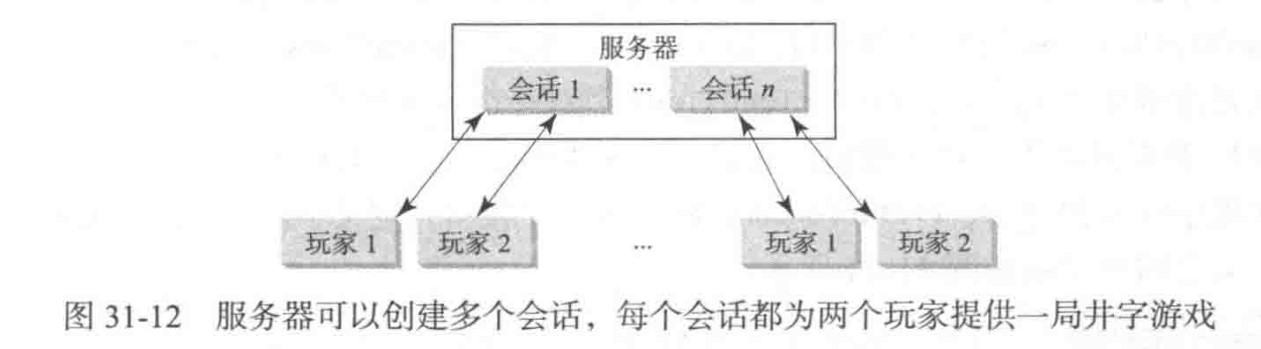 服务器
会话 1 ... 会话 n
玩家 1 玩家 2 ... 玩家 1 玩家 2
图 31-12 服务器可以创建多个会话，每个会话都为两个玩家提供一局井字游戏